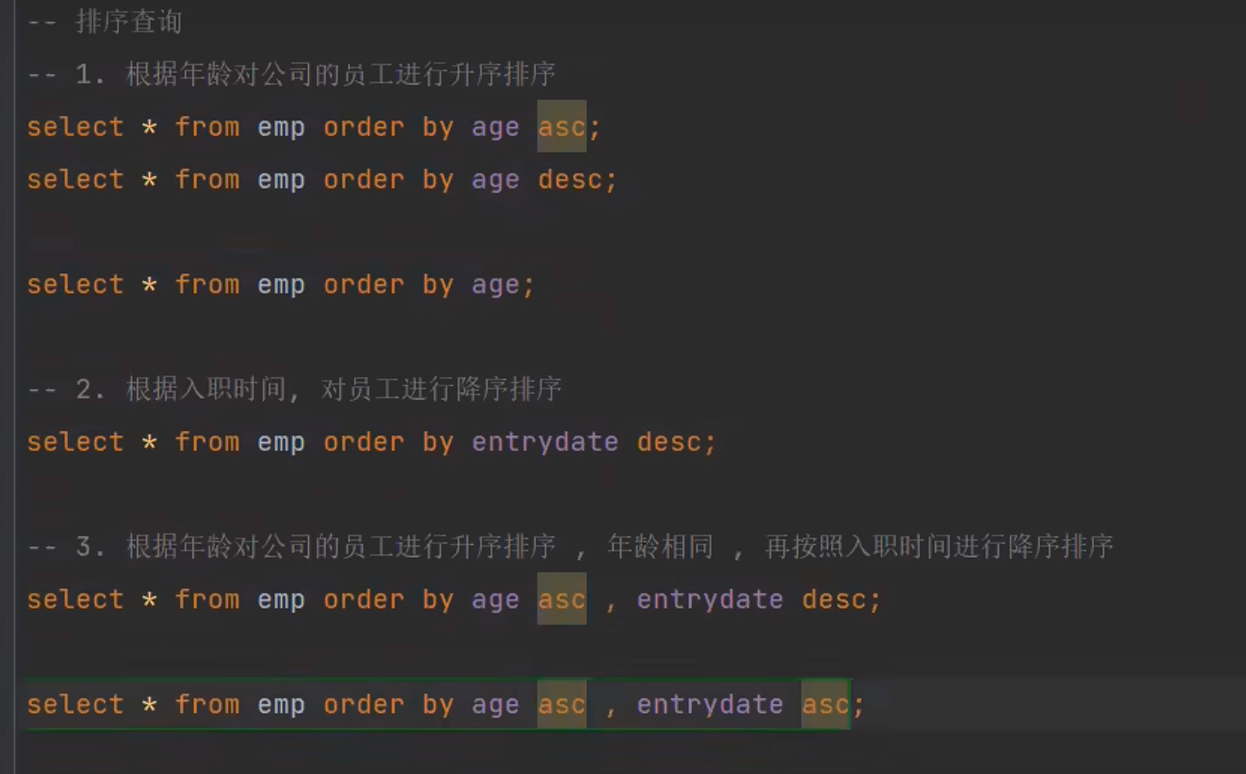 -- 排序查询
-- 1. 根据年龄对公司的员工进行升序排序
select * from emp order by age asc;
select * from emp order by age desc;
select * from emp order by age;
-- 2. 根据入职时间, 对员工进行降序排序
select * from emp order by entrydate desc;
-- 3. 根据年龄对公司的员工进行升序排序 , 年龄相同 , 再按照入职时间进行降序排序
select * from emp order by age asc , entrydate desc;
select * from emp order by age asc , entrydate asc;